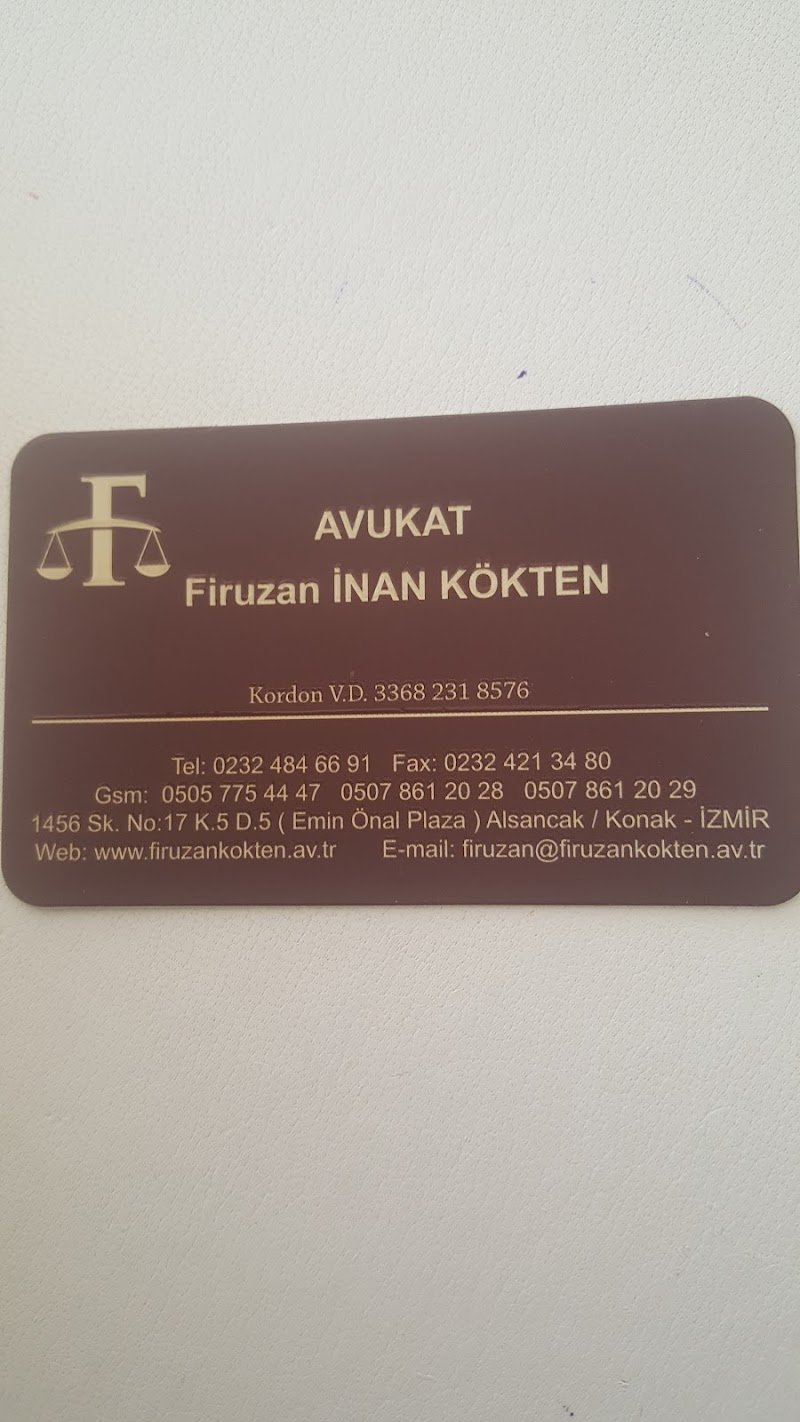 F
AVUKAT
Firuzan İNAN KÖKTEN
Kordon V.D. 3368 231 8576
Tel: 0232 484 66 91 Fax: 0232 421 34 80
Gsm: 0505 775 44 47 0507 861 20 28 0507 861 20 29
1456 Sk. No:17 K.5 D.5 ( Emin Önal Plaza ) Alsancak / Konak - İZMİR
Web: www.firuzankokten.av.tr E-mail: firuzan@firuzankokten.av.tr